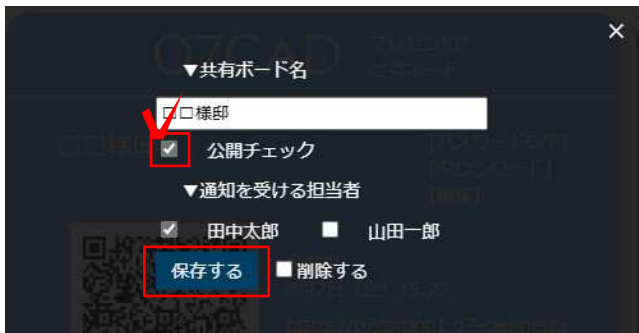 ×
▼共有ボード名
□□様邸
公開チェック
▼通知を受ける担当者
田中太郎 山田一郎
保存する 削除する